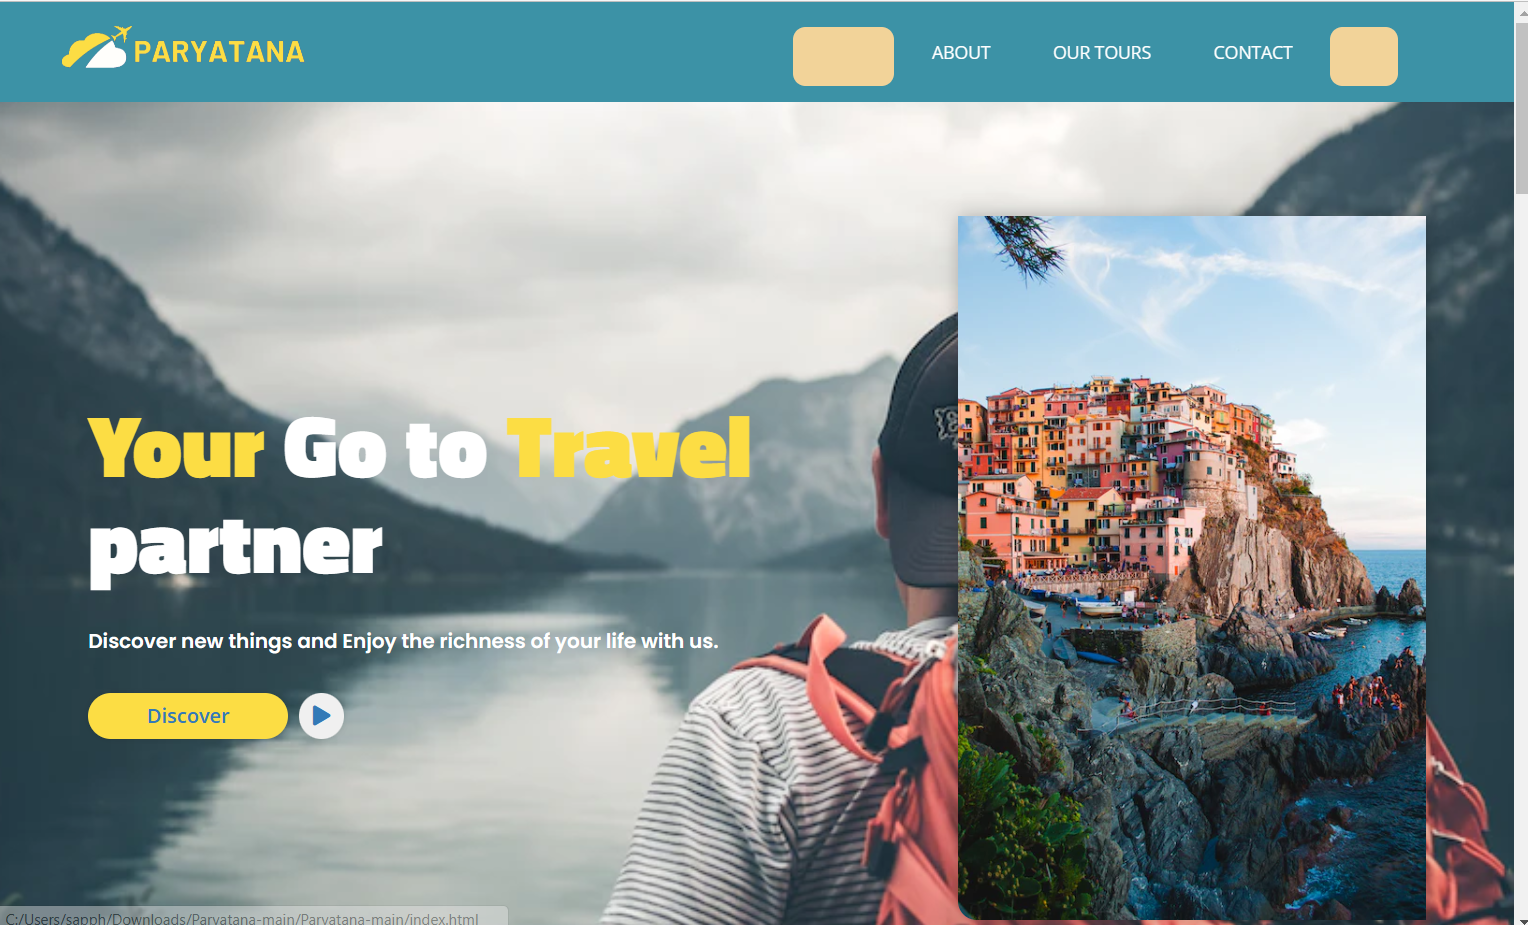 PARYATANA
ABOUT OUR TOURS CONTACT
Your Go to Travel
partner
Discover new things and Enjoy the richness of your life with us.
Discover
C:/Users/sapph/Downloads/Paryatana-main/Paryatana-main/index.html